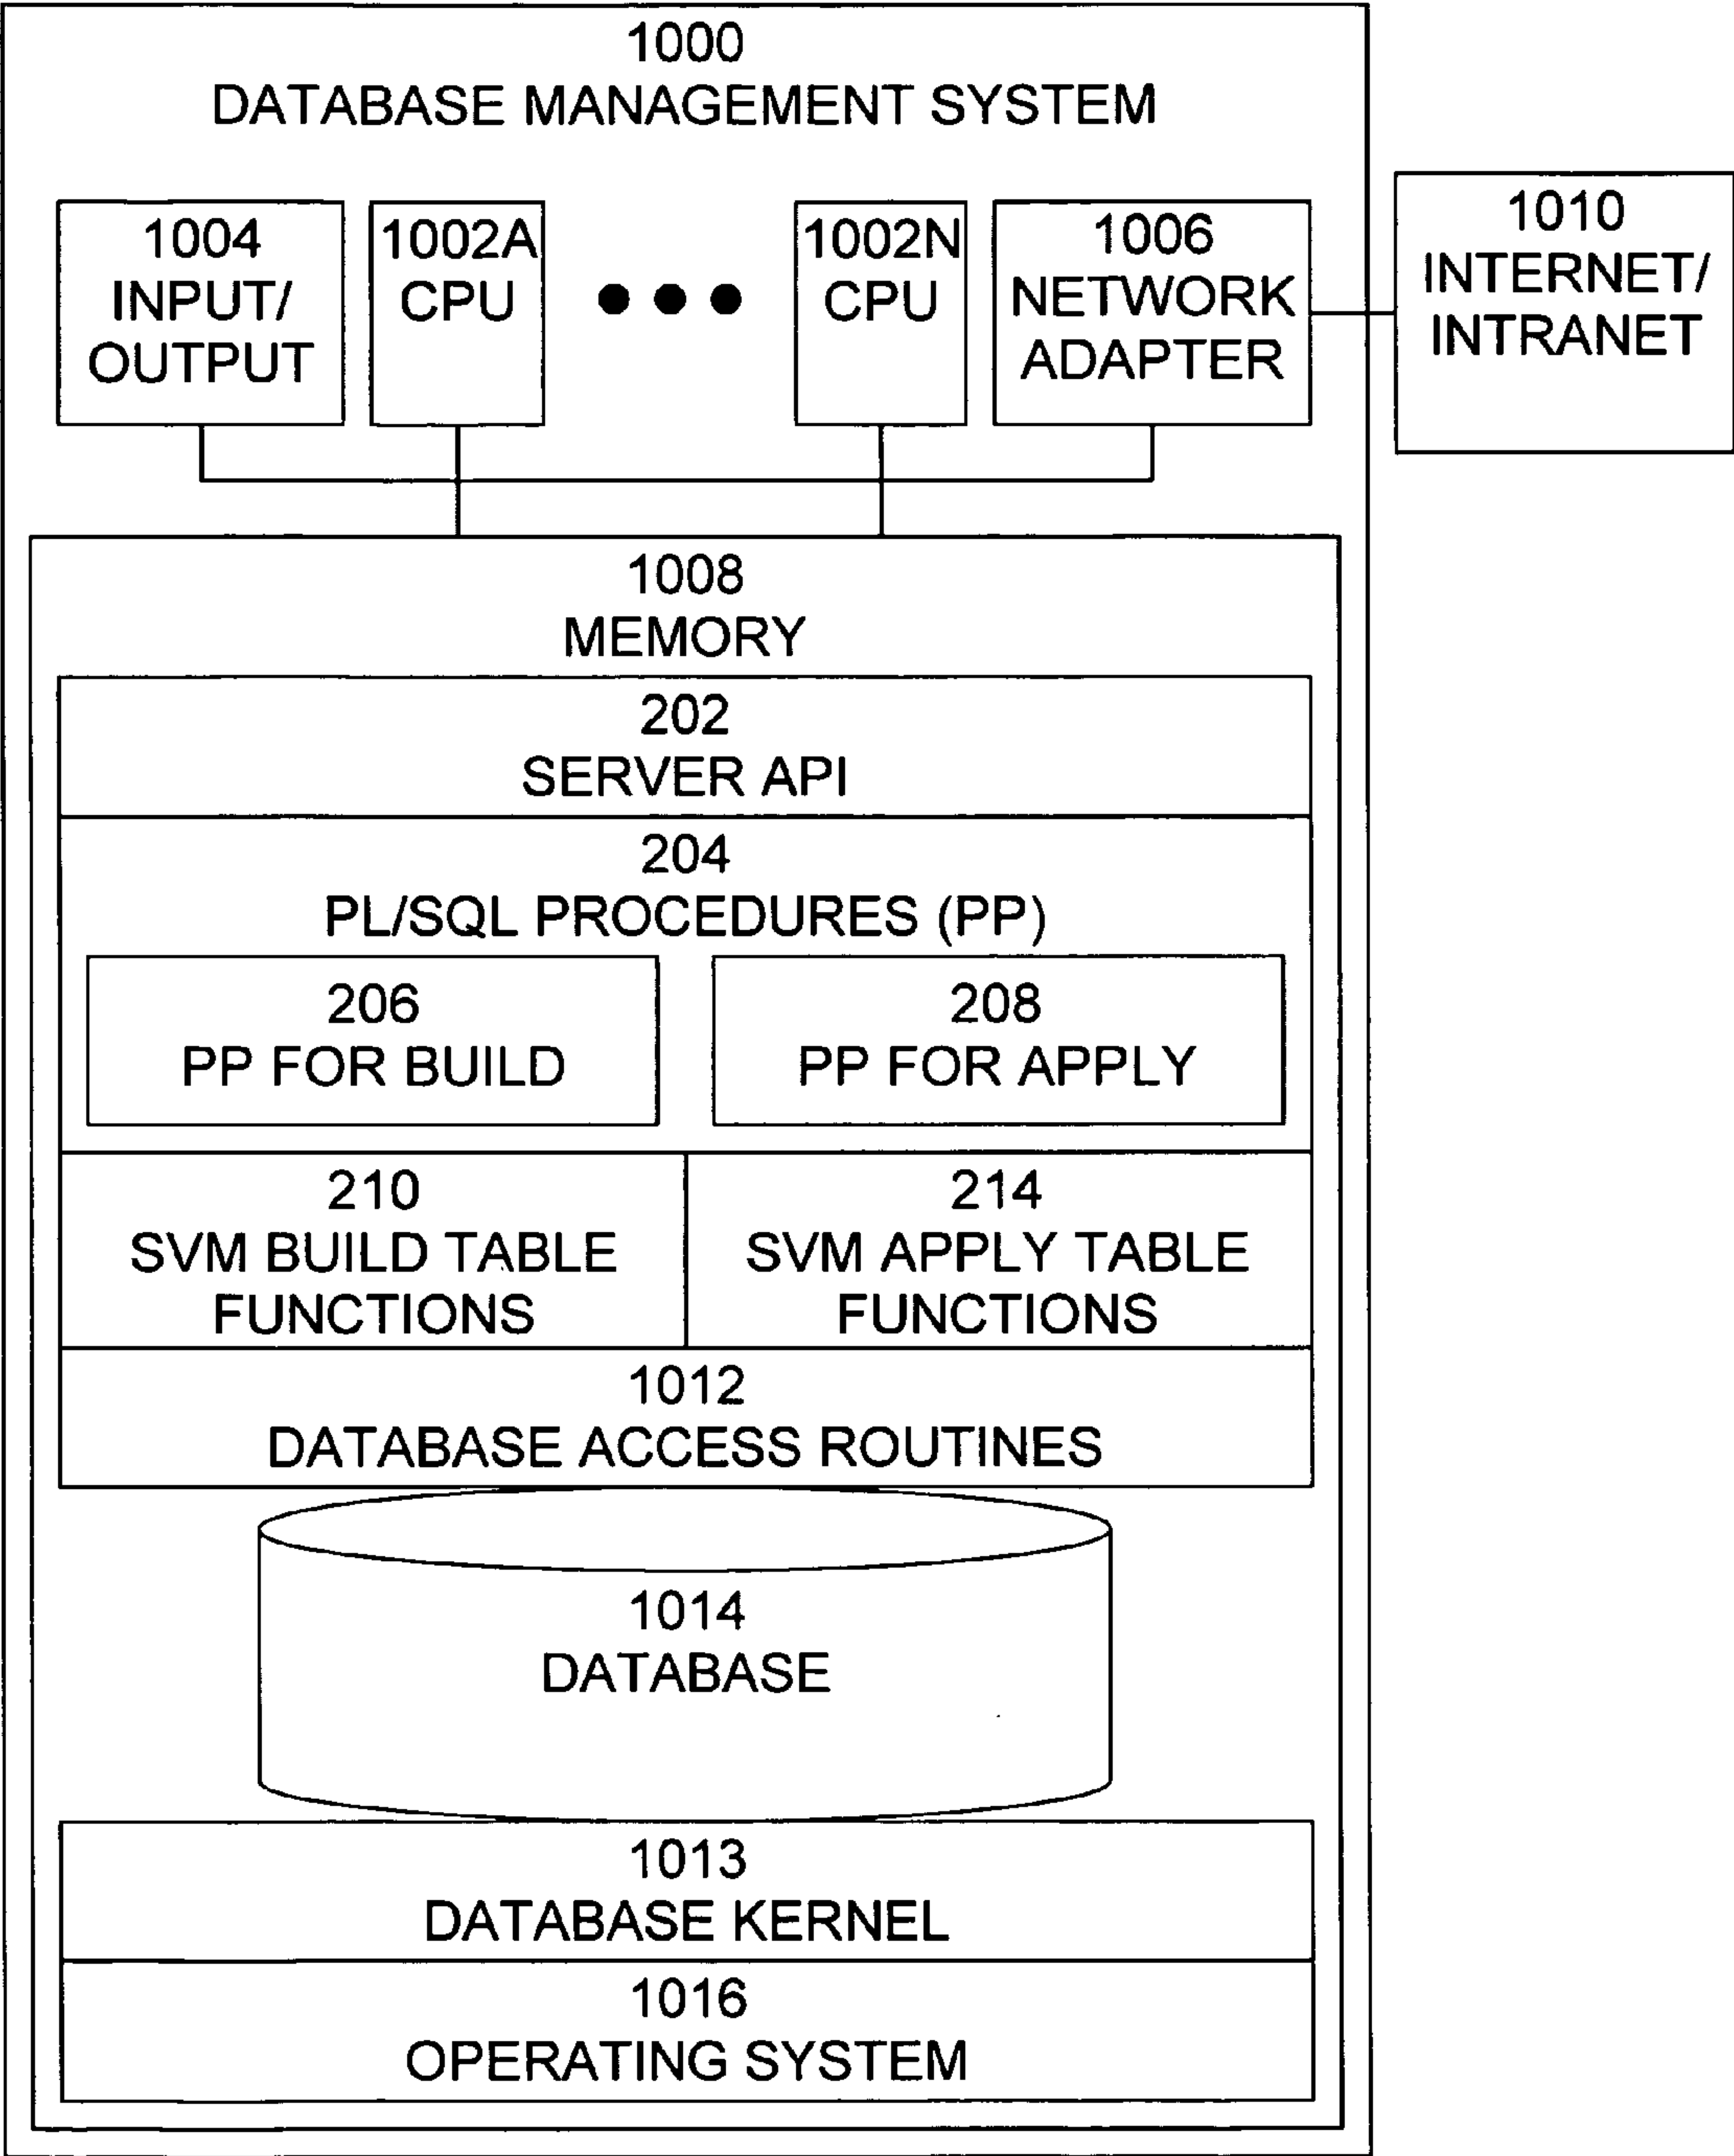 1000
DATABASE MANAGEMENT SYSTEM
1004
INPUT/
OUTPUT
1002A
CPU
1002N
CPU
1006
NETWORK
ADAPTER
1010
INTERNET/
INTRANET
1008
MEMORY
202
SERVER API
204
PL/SQL PROCEDURES (PP)
206
PP FOR BUILD
208
PP FOR APPLY
210
SVM BUILD TABLE
FUNCTIONS
214
SVM APPLY TABLE
FUNCTIONS
1012
DATABASE ACCESS ROUTINES
1014
DATABASE
1013
DATABASE KERNEL
1016
OPERATING SYSTEM